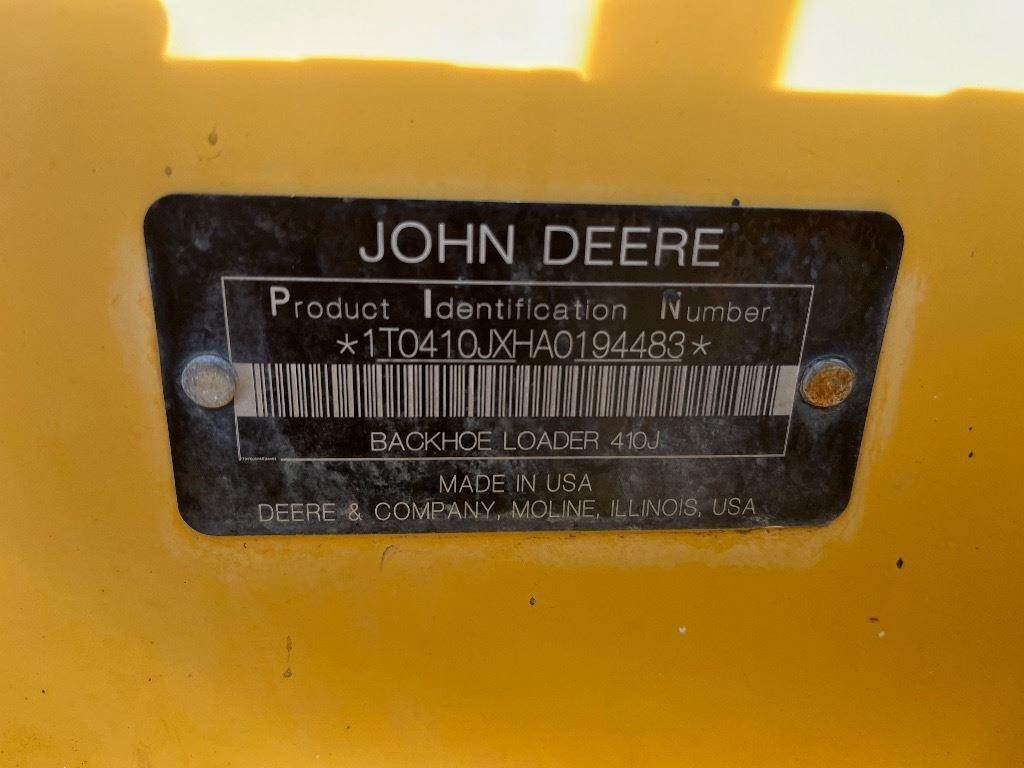 JOHN DEERE
Product Identification Number
*1T0410JXHA0194483*
BACKHOE LOADER 410J
MADE IN USA
DEERE & COMPANY, MOLINE, ILLINOIS, USA